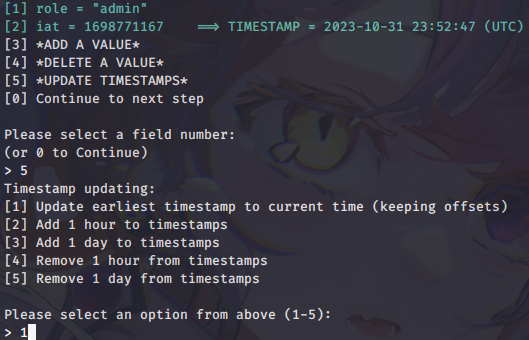 [1] role = "admin"
[2] iat = 1698771167    ⟹ TIMESTAMP = 2023-10-31 23:52:47 (UTC)
[3] *ADD A VALUE*
[4] *DELETE A VALUE*
[5] *UPDATE TIMESTAMPS*
[0] Continue to next step
Please select a field number:
(or 0 to Continue)
> 5
Timestamp updating:
[1] Update earliest timestamp to current time (keeping offsets)
[2] Add 1 hour to timestamps
[3] Add 1 day to timestamps
[4] Remove 1 hour from timestamps
[5] Remove 1 day from timestamps
Please select an option from above (1-5):
> 1